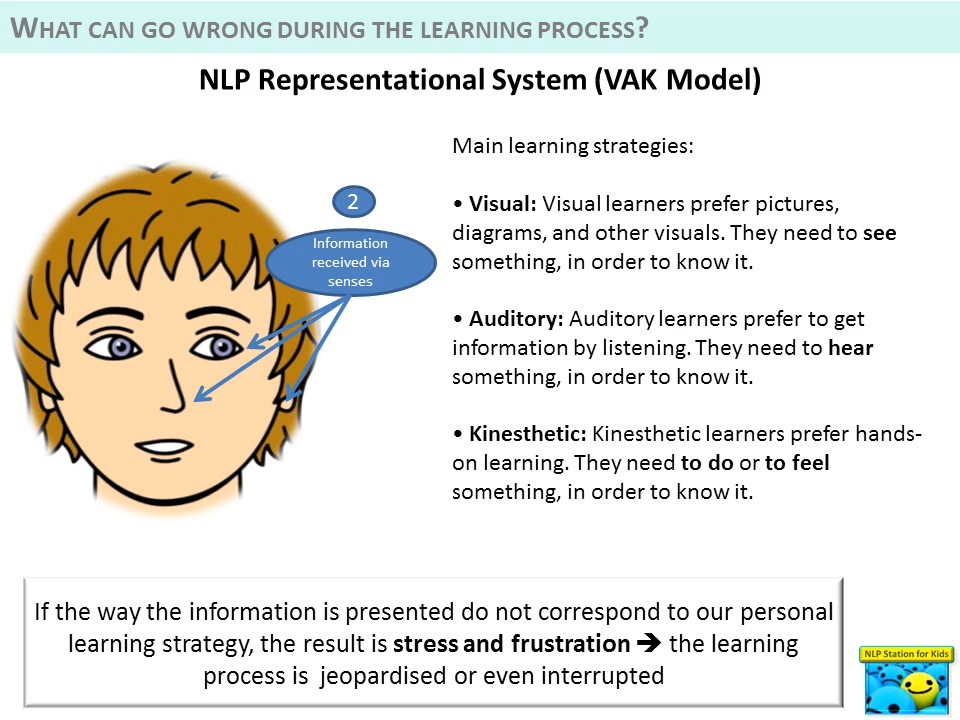 WHAT CAN GO WRONG DURING THE LEARNING PROCESS?
NLP Representational System (VAK Model)
Main learning strategies:
2
Information
received via
senses
• Visual: Visual learners prefer pictures,
diagrams, and other visuals. They need to see
something, in order to know it.
• Auditory: Auditory learners prefer to get
information by listening. They need to hear
something, in order to know it.
• Kinesthetic: Kinesthetic learners prefer hands-
on learning. They need to do or to feel
something, in order to know it.
If the way the information is presented do not correspond to our personal
learning strategy, the result is stress and frustration ➔ the learning
process is  jeopardised or even interrupted
NLP Station for Kids